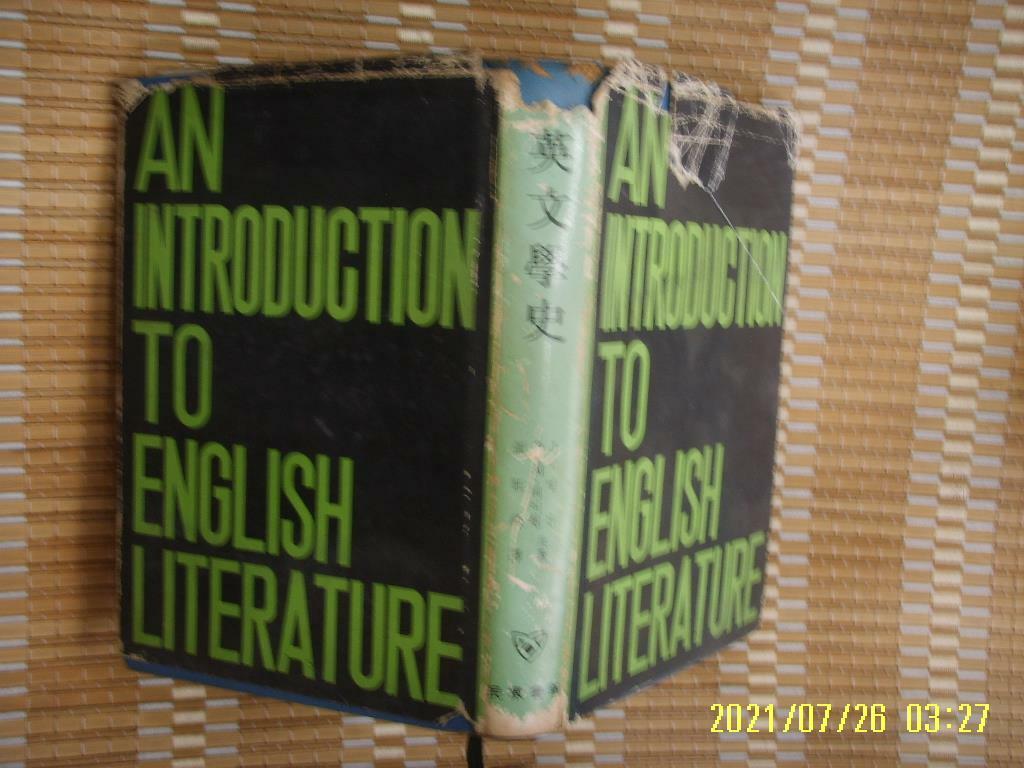 AN
INTRODUCTION
TO
ENGLISH
LITERATURE
英文學史
AN
INTRODUCTION
TO
ENGLISH
LITERATURE
2021/07/26 03:27